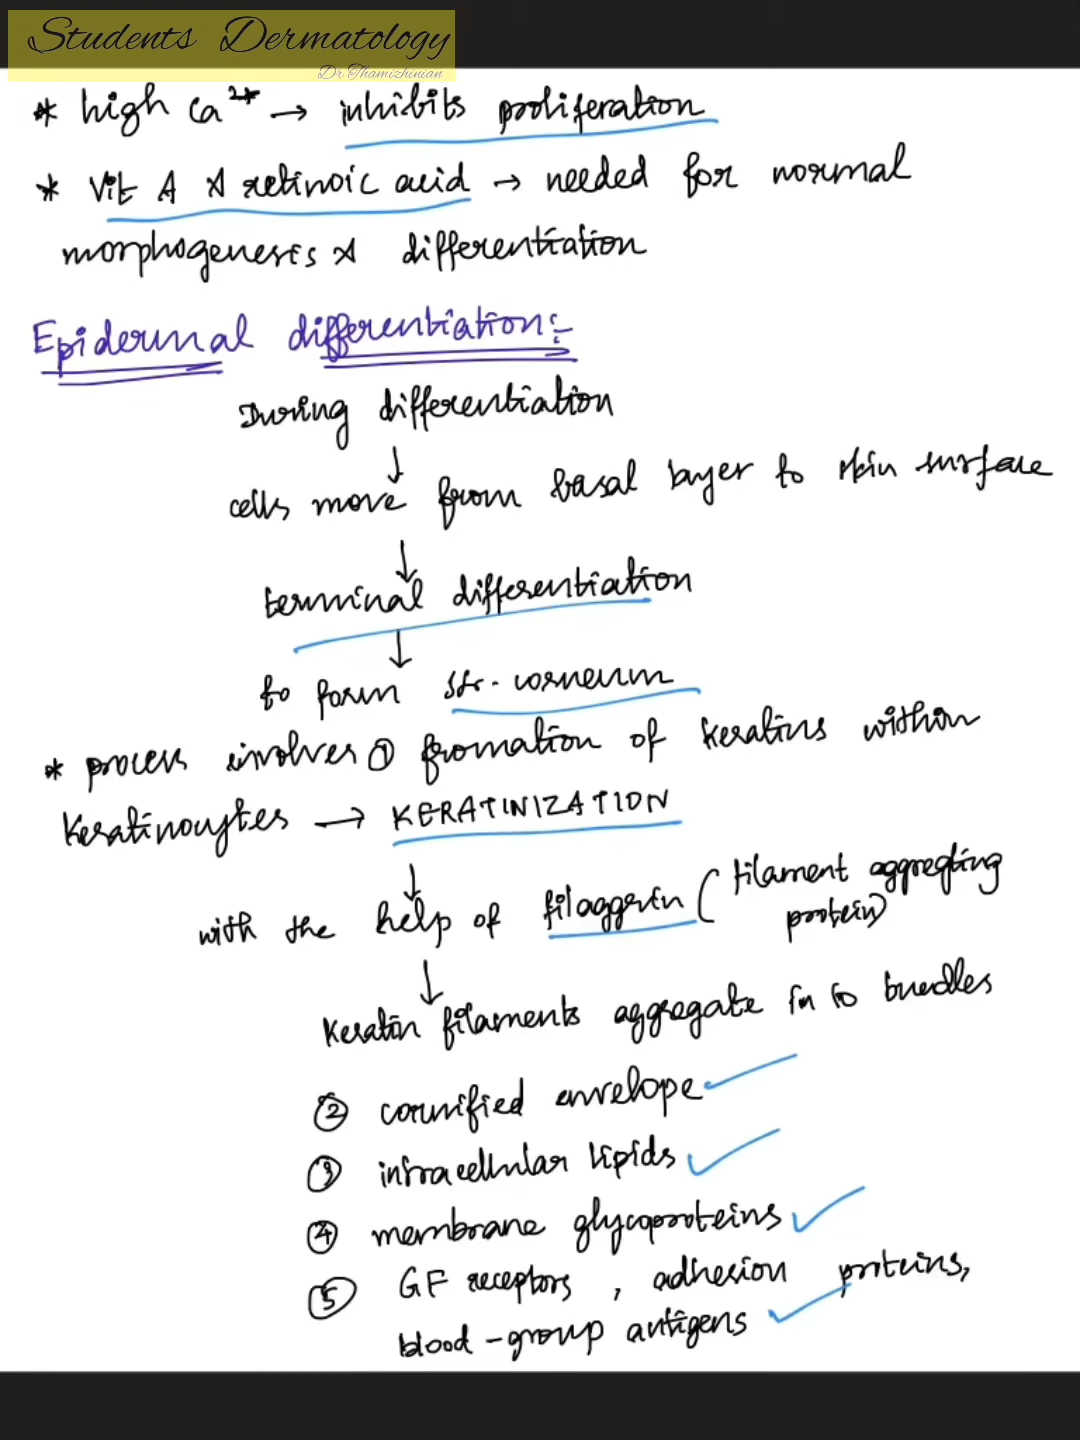 Students Dermatology
Dr Thamizhinian
* high Ca2+ → inhibits proliferation
* Vit A & retinoic acid → needed for normal
morphogenesis & differentiation
Epidermal differentiation:-
During differentiation
↓
cells move from basal layer to skin surface
↓
terminal differentiation
↓
to form str. corneum
* process involves ① fromation of keratins within
Keratinocytes → KERATINIZATION
↓
with the help of filaggrin (filament aggregting
protein)
↓
Keratin filaments aggregate in to bundles
② cornified envelope
③ intracellular lipids
④ membrane glycoproteins
⑤ GF receptors, adhesion proteins,
blood-group antigens